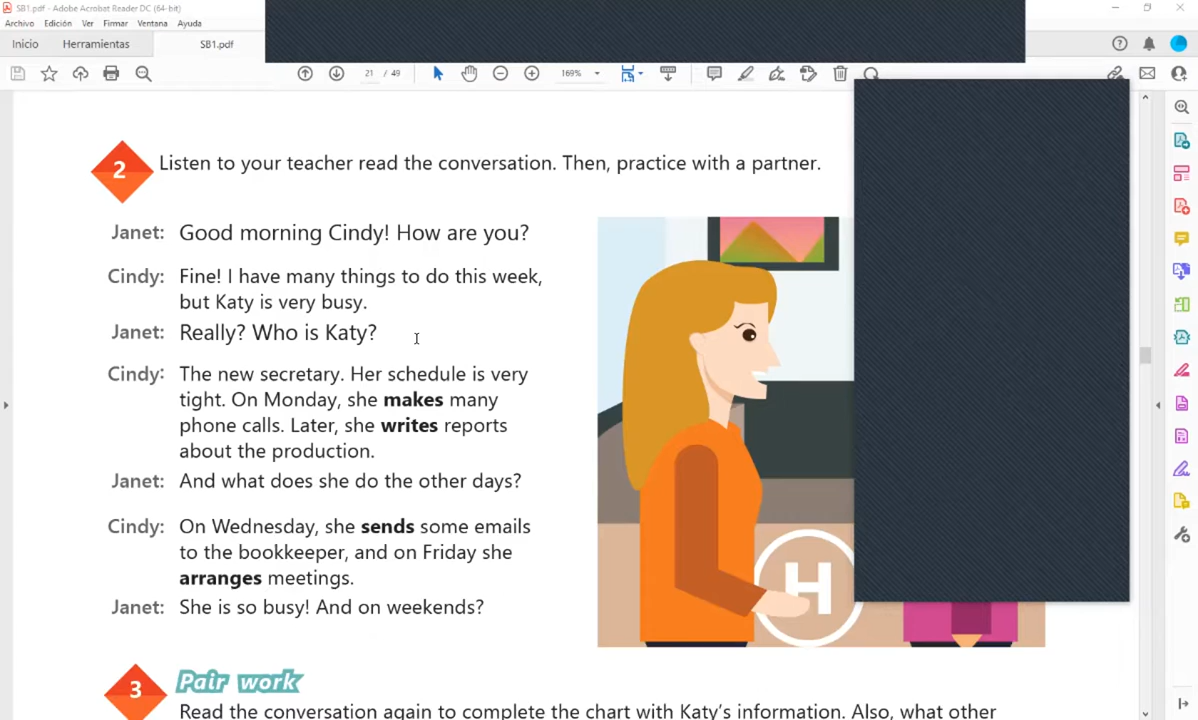 SB1.pdf - Adobe Acrobat Reader DC (64-bit)
Archivo Edición Ver Firmar Ventana Ayuda
Inicio Herramientas SB1.pdf
21 / 49 169%
2 Listen to your teacher read the conversation. Then, practice with a partner.
Janet: Good morning Cindy! How are you?
Cindy: Fine! I have many things to do this week,
but Katy is very busy.
Janet: Really? Who is Katy?
Cindy: The new secretary. Her schedule is very
tight. On Monday, she makes many
phone calls. Later, she writes reports
about the production.
Janet: And what does she do the other days?
Cindy: On Wednesday, she sends some emails
to the bookkeeper, and on Friday she
arranges meetings.
Janet: She is so busy! And on weekends?
H
3 Pair work
Read the conversation again to complete the chart with Katy's information. Also, what other